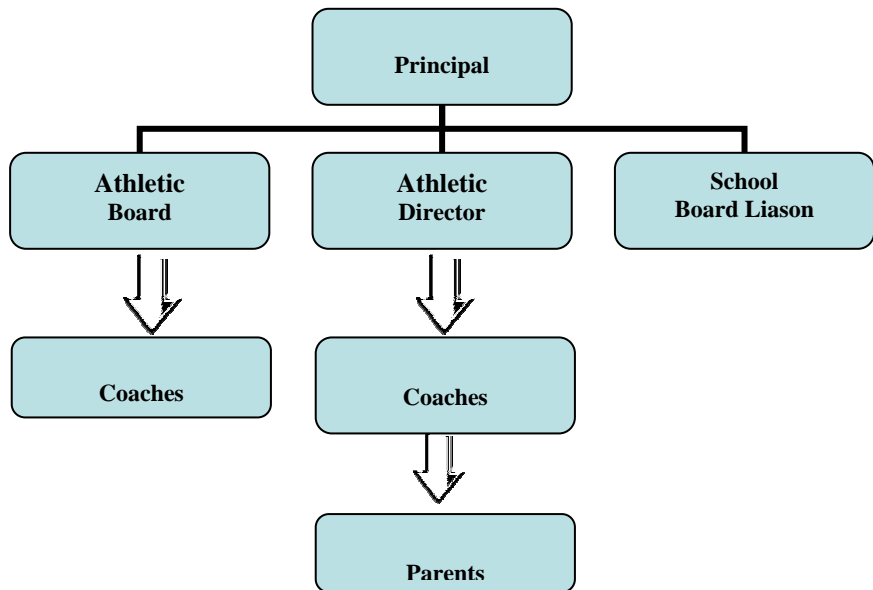 Principal
Athletic
Board
Athletic
Director
School
Board Liason
Coaches
Coaches
Parents